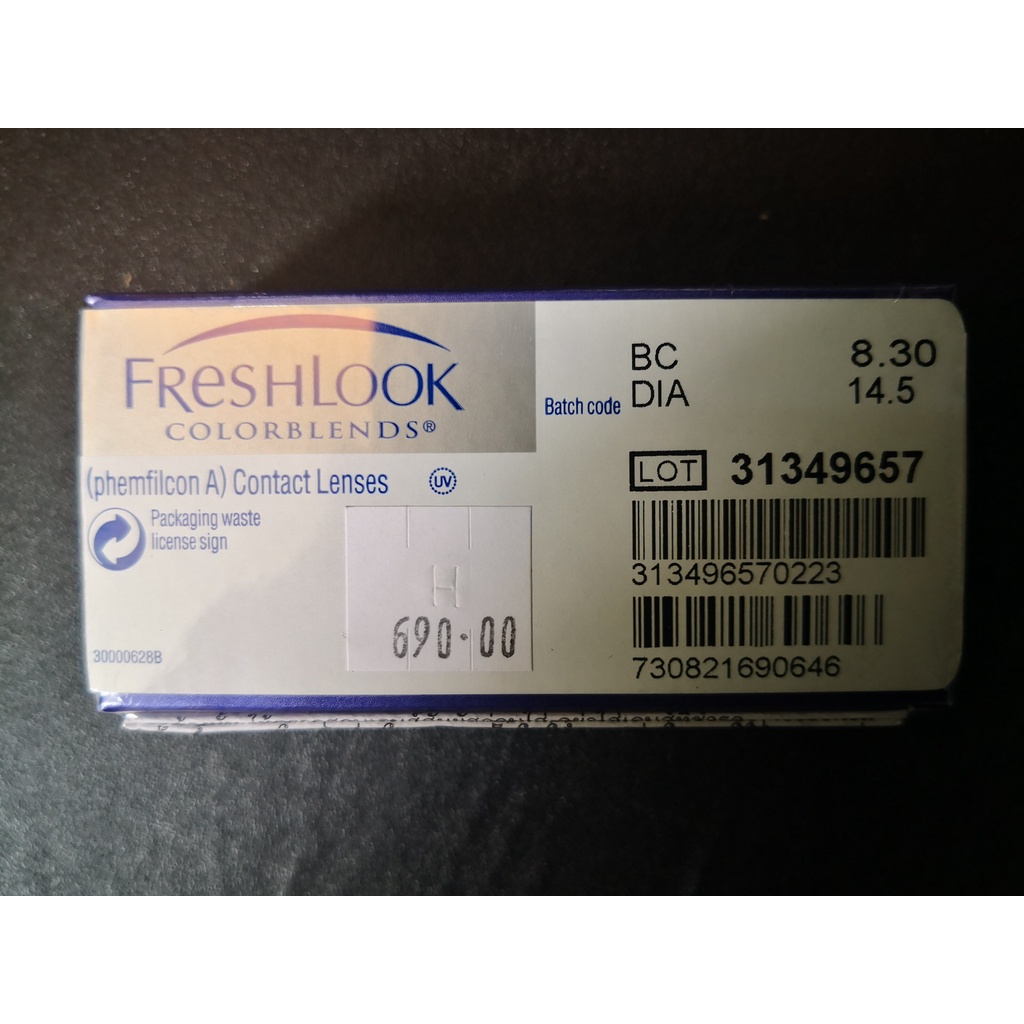 FRESHLOOK
COLORBLENDS®
(phemfilcon A) Contact Lenses UV
Packaging waste
license sign
30000628B
H
690.00
BC 8.30
Batch code DIA 14.5
LOT 31349657
313496570223
730821690646